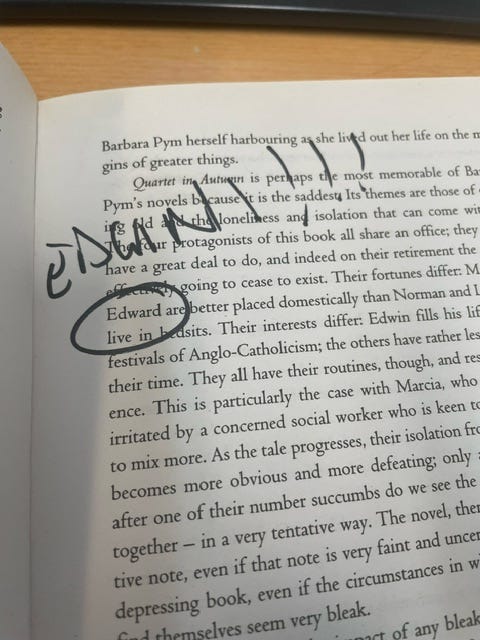 Barbara Pym herself harbouring as she lived out her life on the m
gins of greater things.
Quartet in Autumn is perhaps the most memorable of Ba
Pym's novels because it is the saddest. Its themes are those of
ing old and the loneliness and isolation that can come wit
The four protagonists of this book all share an office; they
EDWIN!!!!
have a great deal to do, and indeed on their retirement the
effectively going to cease to exist. Their fortunes differ: M
Edward are better placed domestically than Norman and L
live in bedsits. Their interests differ: Edwin fills his lif
festivals of Anglo-Catholicism; the others have rather les
their time. They all have their routines, though, and res
ence. This is particularly the case with Marcia, who
irritated by a concerned social worker who is keen to
to mix more. As the tale progresses, their isolation fro
becomes more obvious and more defeating; only a
after one of their number succumbs do we see the
together – in a very tentative way. The novel, ther
tive note, even if that note is very faint and uncer
depressing book, even if the circumstances in w
find themselves seem very bleak.
impact of any bleak